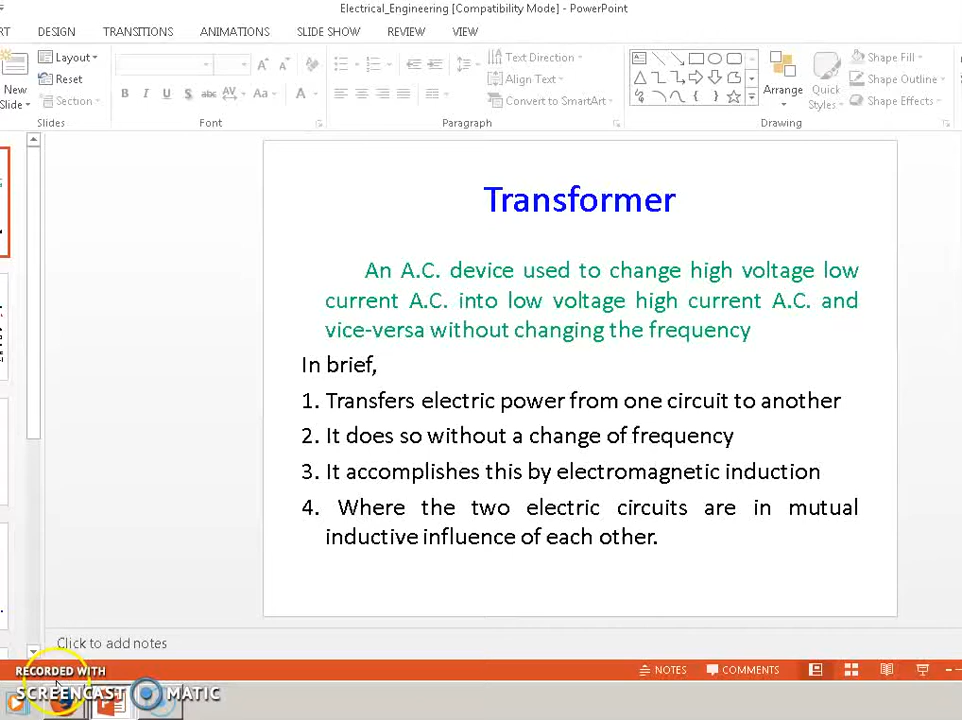 Electrical_Engineering [Compatibility Mode] - PowerPoint
RT DESIGN TRANSITIONS ANIMATIONS SLIDE SHOW REVIEW VIEW
New Slide
Layout
Reset
Section
Slides
B I U S abc AV Aa A
Font
Text Direction
Align Text
Convert to SmartArt
Paragraph
Arrange
Quick Styles
Shape Fill
Shape Outline
Shape Effects
Drawing
Transformer
An A.C. device used to change high voltage low
current A.C. into low voltage high current A.C. and
vice-versa without changing the frequency
In brief,
1. Transfers electric power from one circuit to another
2. It does so without a change of frequency
3. It accomplishes this by electromagnetic induction
4. Where the two electric circuits are in mutual
inductive influence of each other.
Click to add notes
NOTES COMMENTS
RECORDED WITH
SCREENCAST MATIC